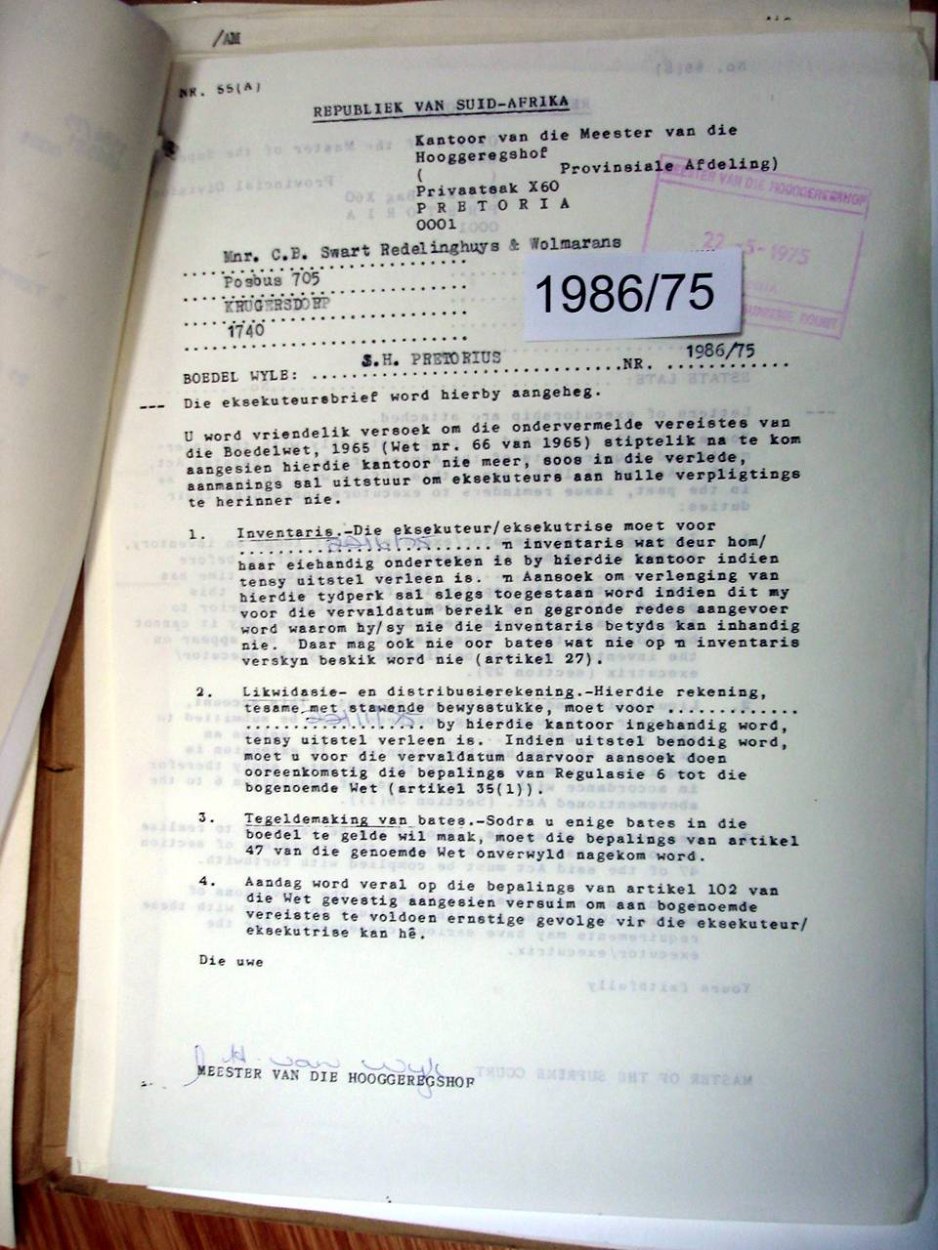 /AM
NR. 55(A)
REPUBLIEK VAN SUID-AFRIKA
Kantoor van die Meester van die
Hooggeregshof
( Provinsiale Afdeling)
Privaatsak X60
P R E T O R I A
0001
MEESTER VAN DIE HOOGGEREGSHOF
22 -5- 1975
Mnr. C.B. Swart Redelinghuys & Wolmarans
Posbus 705
KRUGERSDORP
1740
1986/75
BOEDEL WYLE: S.H. PRETORIUS NR. 1986/75
--- Die eksekuteursbrief word hierby aangeheg.
U word vriendelik versoek om die ondervermelde vereistes van
die Boedelwet, 1965 (Wet nr. 66 van 1965) stiptelik na te kom
aangesien hierdie kantoor nie meer, soos in die verlede,
aanmanings sal uitstuur om eksekuteurs aan hulle verpligtings
te herinner nie.
1. Inventaris.-Die eksekuteur/eksekutrise moet voor
............................ 'n inventaris wat deur hom/
haar eiehandig onderteken is by hierdie kantoor indien
tensy uitstel verleen is. 'n Aansoek om verlenging van
hierdie tydperk sal slegs toegestaan word indien dit my
voor die vervaldatum bereik en gegronde redes aangevoer
word waarom hy/sy nie die inventaris betyds kan inhandig
nie. Daar mag ook nie oor bates wat nie op 'n inventaris
verskyn beskik word nie (artikel 27).
2. Likwidasie- en distribusierekening.-Hierdie rekening,
tesame met stawende bewysstukke, moet voor .............
.................... by hierdie kantoor ingehandig word,
tensy uitstel verleen is. Indien uitstel benodig word,
moet u voor die vervaldatum daarvoor aansoek doen
ooreenkomstig die bepalings van Regulasie 6 tot die
bogenoemde Wet (artikel 35(1)).
3. Tegeldemaking van bates.-Sodra u enige bates in die
boedel te gelde wil maak, moet die bepalings van artikel
47 van die genoemde Wet onverwyld nagekom word.
4. Aandag word veral op die bepalings van artikel 102 van
die Wet gevestig aangesien versuim om aan bogenoemde
vereistes te voldoen ernstige gevolge vir die eksekuteur/
eksekutrise kan hê.
Die uwe
J H van Wyk
MEESTER VAN DIE HOOGGEREGSHOF